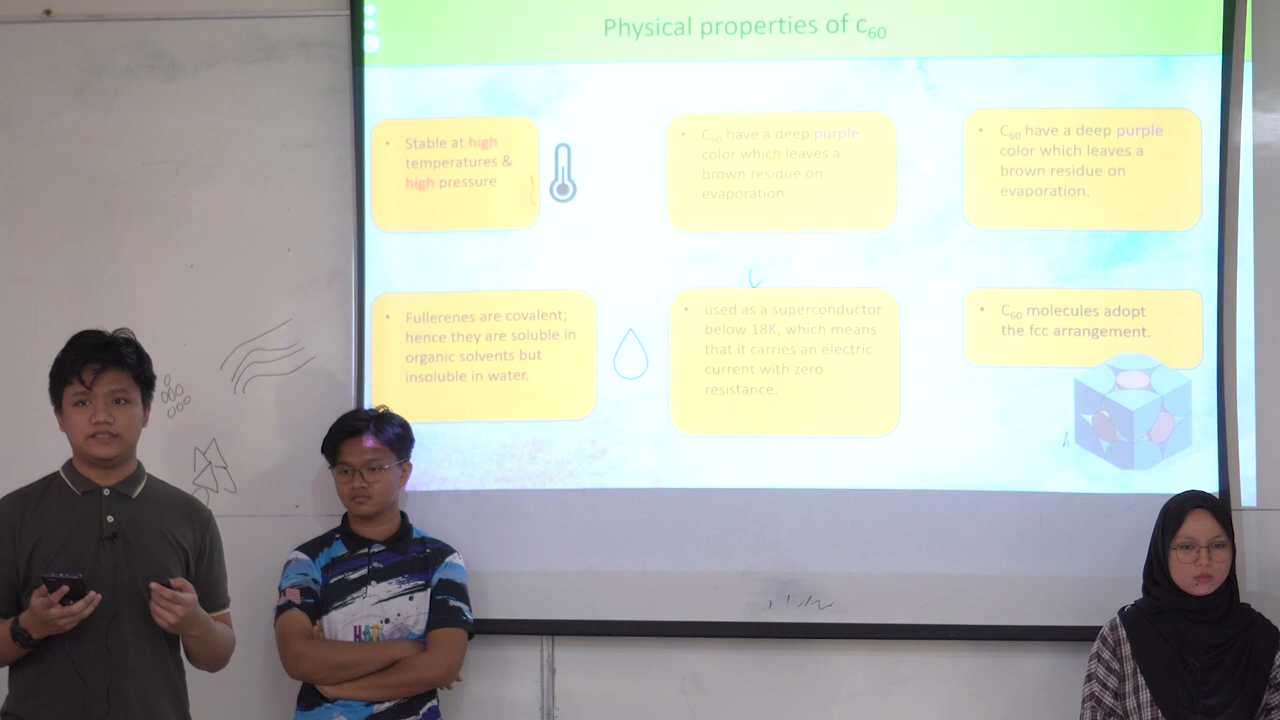 Physical properties of c60
• Stable at high
temperatures &
high pressure
• C60 have a deep purple
color which leaves a
brown residue on
evaporation.
• C60 have a deep purple
color which leaves a
brown residue on
evaporation.
• Fullerenes are covalent;
hence they are soluble in
organic solvents but
insoluble in water.
• used as a superconductor
below 18K, which means
that it carries an electric
current with zero
resistance.
• C60 molecules adopt
the fcc arrangement.